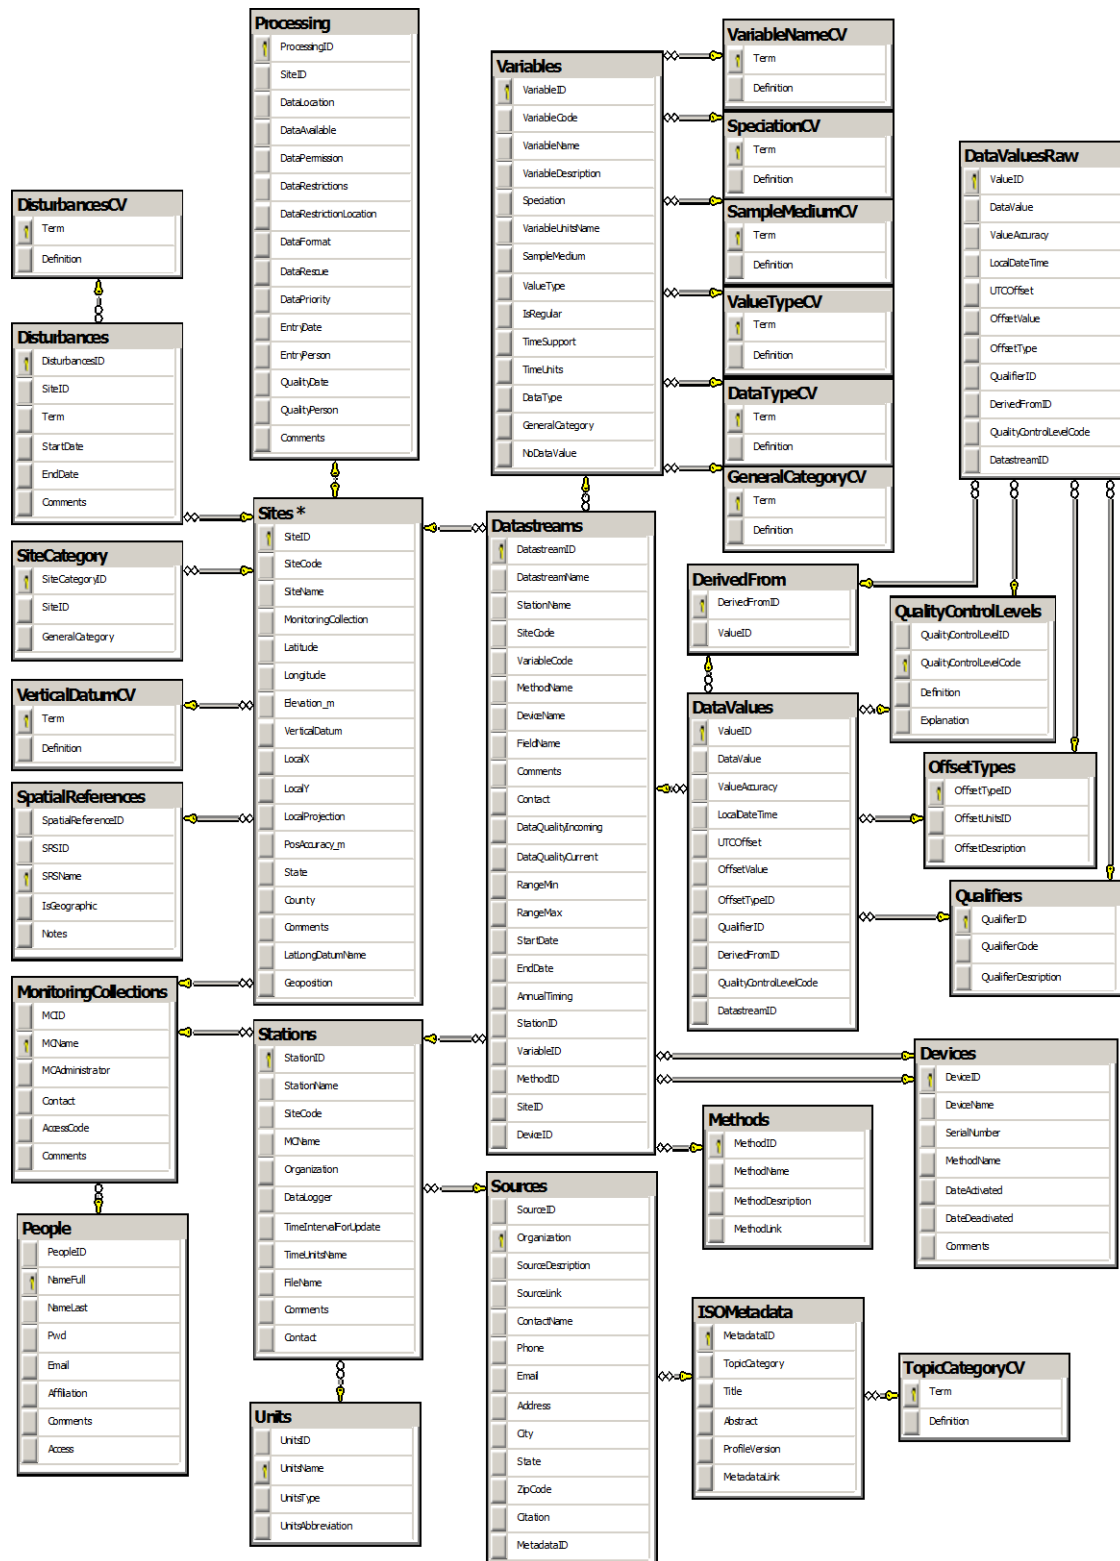 Processing
ProcessingID
SiteID
DataLocation
DataAvailable
DataPermission
DataRestrictions
DataRestrictionLocation
DataFormat
DataRescue
DataPriority
EntryDate
EntryPerson
QualityDate
QualityPerson
Comments
Variables
VariableID
VariableCode
VariableName
VariableDescription
Speciation
VariableUnitsName
SampleMedium
ValueType
IsRegular
TimeSupport
TimeUnits
DataType
GeneralCategory
NoDataValue
VariableNameCV
Term
Definition
SpeciationCV
Term
Definition
SampleMediumCV
Term
Definition
ValueTypeCV
Term
Definition
DataTypeCV
Term
Definition
GeneralCategoryCV
Term
Definition
DataValuesRaw
ValueID
DataValue
ValueAccuracy
LocalDateTime
UTCOffset
OffsetValue
OffsetType
QualifierID
DerivedFromID
QualityControlLevelCode
DatastreamID
DisturbancesCV
Term
Definition
Disturbances
DisturbancesID
SiteID
Term
StartDate
EndDate
Comments
SiteCategory
SiteCategoryID
SiteID
GeneralCategory
VerticalDatumCV
Term
Definition
SpatialReferences
SpatialReferenceID
SRSID
SRSName
IsGeographic
Notes
MonitoringCollections
MCID
MCName
MCAdministrator
Contact
AccessCode
Comments
People
PeopleID
NameFull
NameLast
Pwd
Email
Affiliation
Comments
Access
Sites *
SiteID
SiteCode
SiteName
MonitoringCollection
Latitude
Longitude
Elevation_m
VerticalDatum
LocalX
LocalY
LocalProjection
PosAccuracy_m
State
County
Comments
LatLongDatumName
Geoposition
Stations
StationID
StationName
SiteCode
MCName
Organization
DataLogger
TimeIntervalForUpdate
TimeUnitsName
FileName
Comments
Contact
Units
UnitsID
UnitsName
UnitsType
UnitsAbbreviation
Datastreams
DatastreamID
DatastreamName
StationName
SiteCode
VariableCode
MethodName
DeviceName
FieldName
Comments
Contact
DataQualityIncoming
DataQualityCurrent
RangeMin
RangeMax
StartDate
EndDate
AnnualTiming
StationID
VariableID
MethodID
SiteID
DeviceID
Sources
SourceID
Organization
SourceDescription
SourceLink
ContactName
Phone
Email
Address
City
State
ZipCode
Citation
MetadataID
DerivedFrom
DerivedFromID
ValueID
DataValues
ValueID
DataValue
ValueAccuracy
LocalDateTime
UTCOffset
OffsetValue
OffsetTypeID
QualifierID
DerivedFromID
QualityControlLevelCode
DatastreamID
QualityControlLevels
QualityControlLevelID
QualityControlLevelCode
Definition
Explanation
OffsetTypes
OffsetTypeID
OffsetUnitsID
OffsetDescription
Qualifiers
QualifierID
QualifierCode
QualifierDescription
Devices
DeviceID
DeviceName
SerialNumber
MethodName
DateActivated
DateDeactivated
Comments
Methods
MethodID
MethodName
MethodDescription
MethodLink
ISOMetadata
MetadataID
TopicCategory
Title
Abstract
ProfileVersion
MetadataLink
TopicCategoryCV
Term
Definition